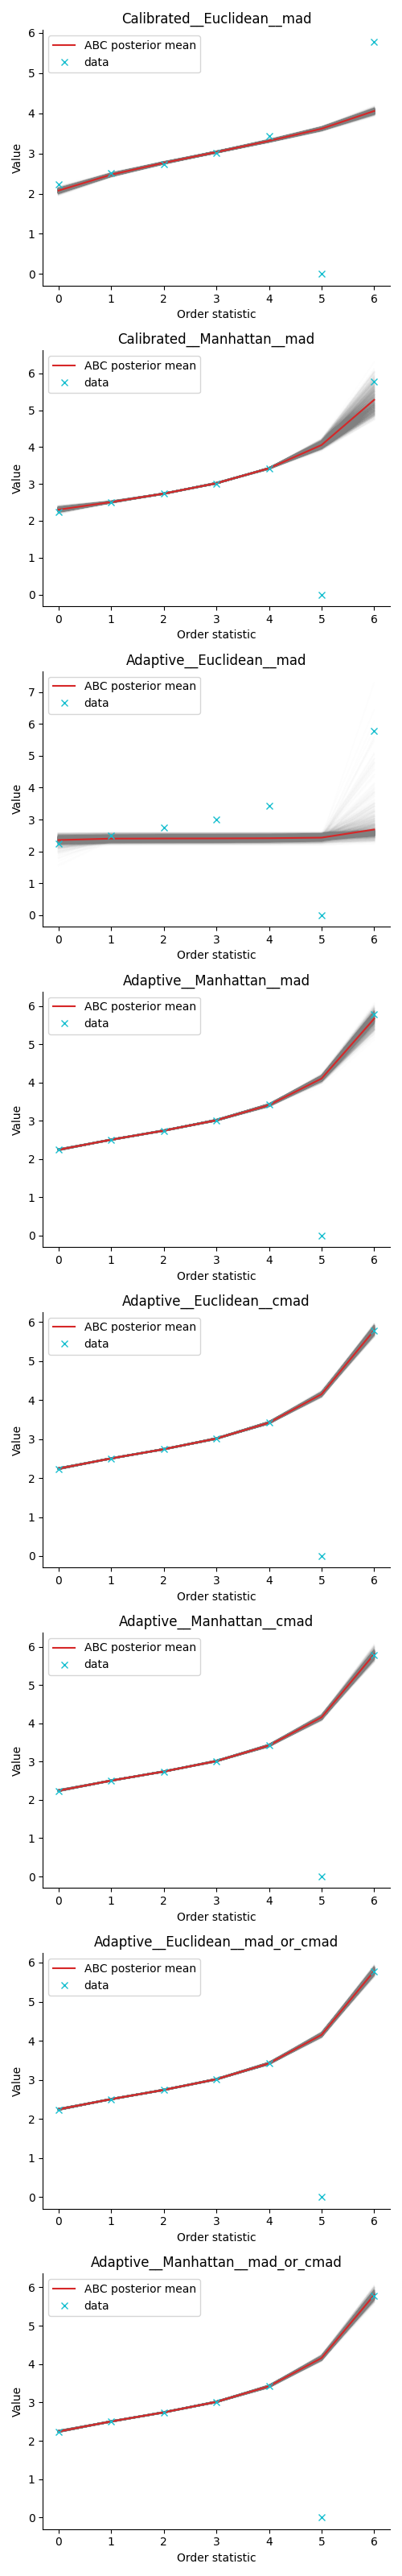 Calibrated__Euclidean__mad
6
5
4
3
2
1
0
Value
ABC posterior mean
data
0 1 2 3 4 5 6
Order statistic
Calibrated__Manhattan__mad
6
5
4
3
2
1
0
Value
ABC posterior mean
data
0 1 2 3 4 5 6
Order statistic
Adaptive__Euclidean__mad
7
6
5
4
3
2
1
0
Value
ABC posterior mean
data
0 1 2 3 4 5 6
Order statistic
Adaptive__Manhattan__mad
6
5
4
3
2
1
0
Value
ABC posterior mean
data
0 1 2 3 4 5 6
Order statistic
Adaptive__Euclidean__cmad
6
5
4
3
2
1
0
Value
ABC posterior mean
data
0 1 2 3 4 5 6
Order statistic
Adaptive__Manhattan__cmad
6
5
4
3
2
1
0
Value
ABC posterior mean
data
0 1 2 3 4 5 6
Order statistic
Adaptive__Euclidean__mad_or_cmad
6
5
4
3
2
1
0
Value
ABC posterior mean
data
0 1 2 3 4 5 6
Order statistic
Adaptive__Manhattan__mad_or_cmad
6
5
4
3
2
1
0
Value
ABC posterior mean
data
0 1 2 3 4 5 6
Order statistic